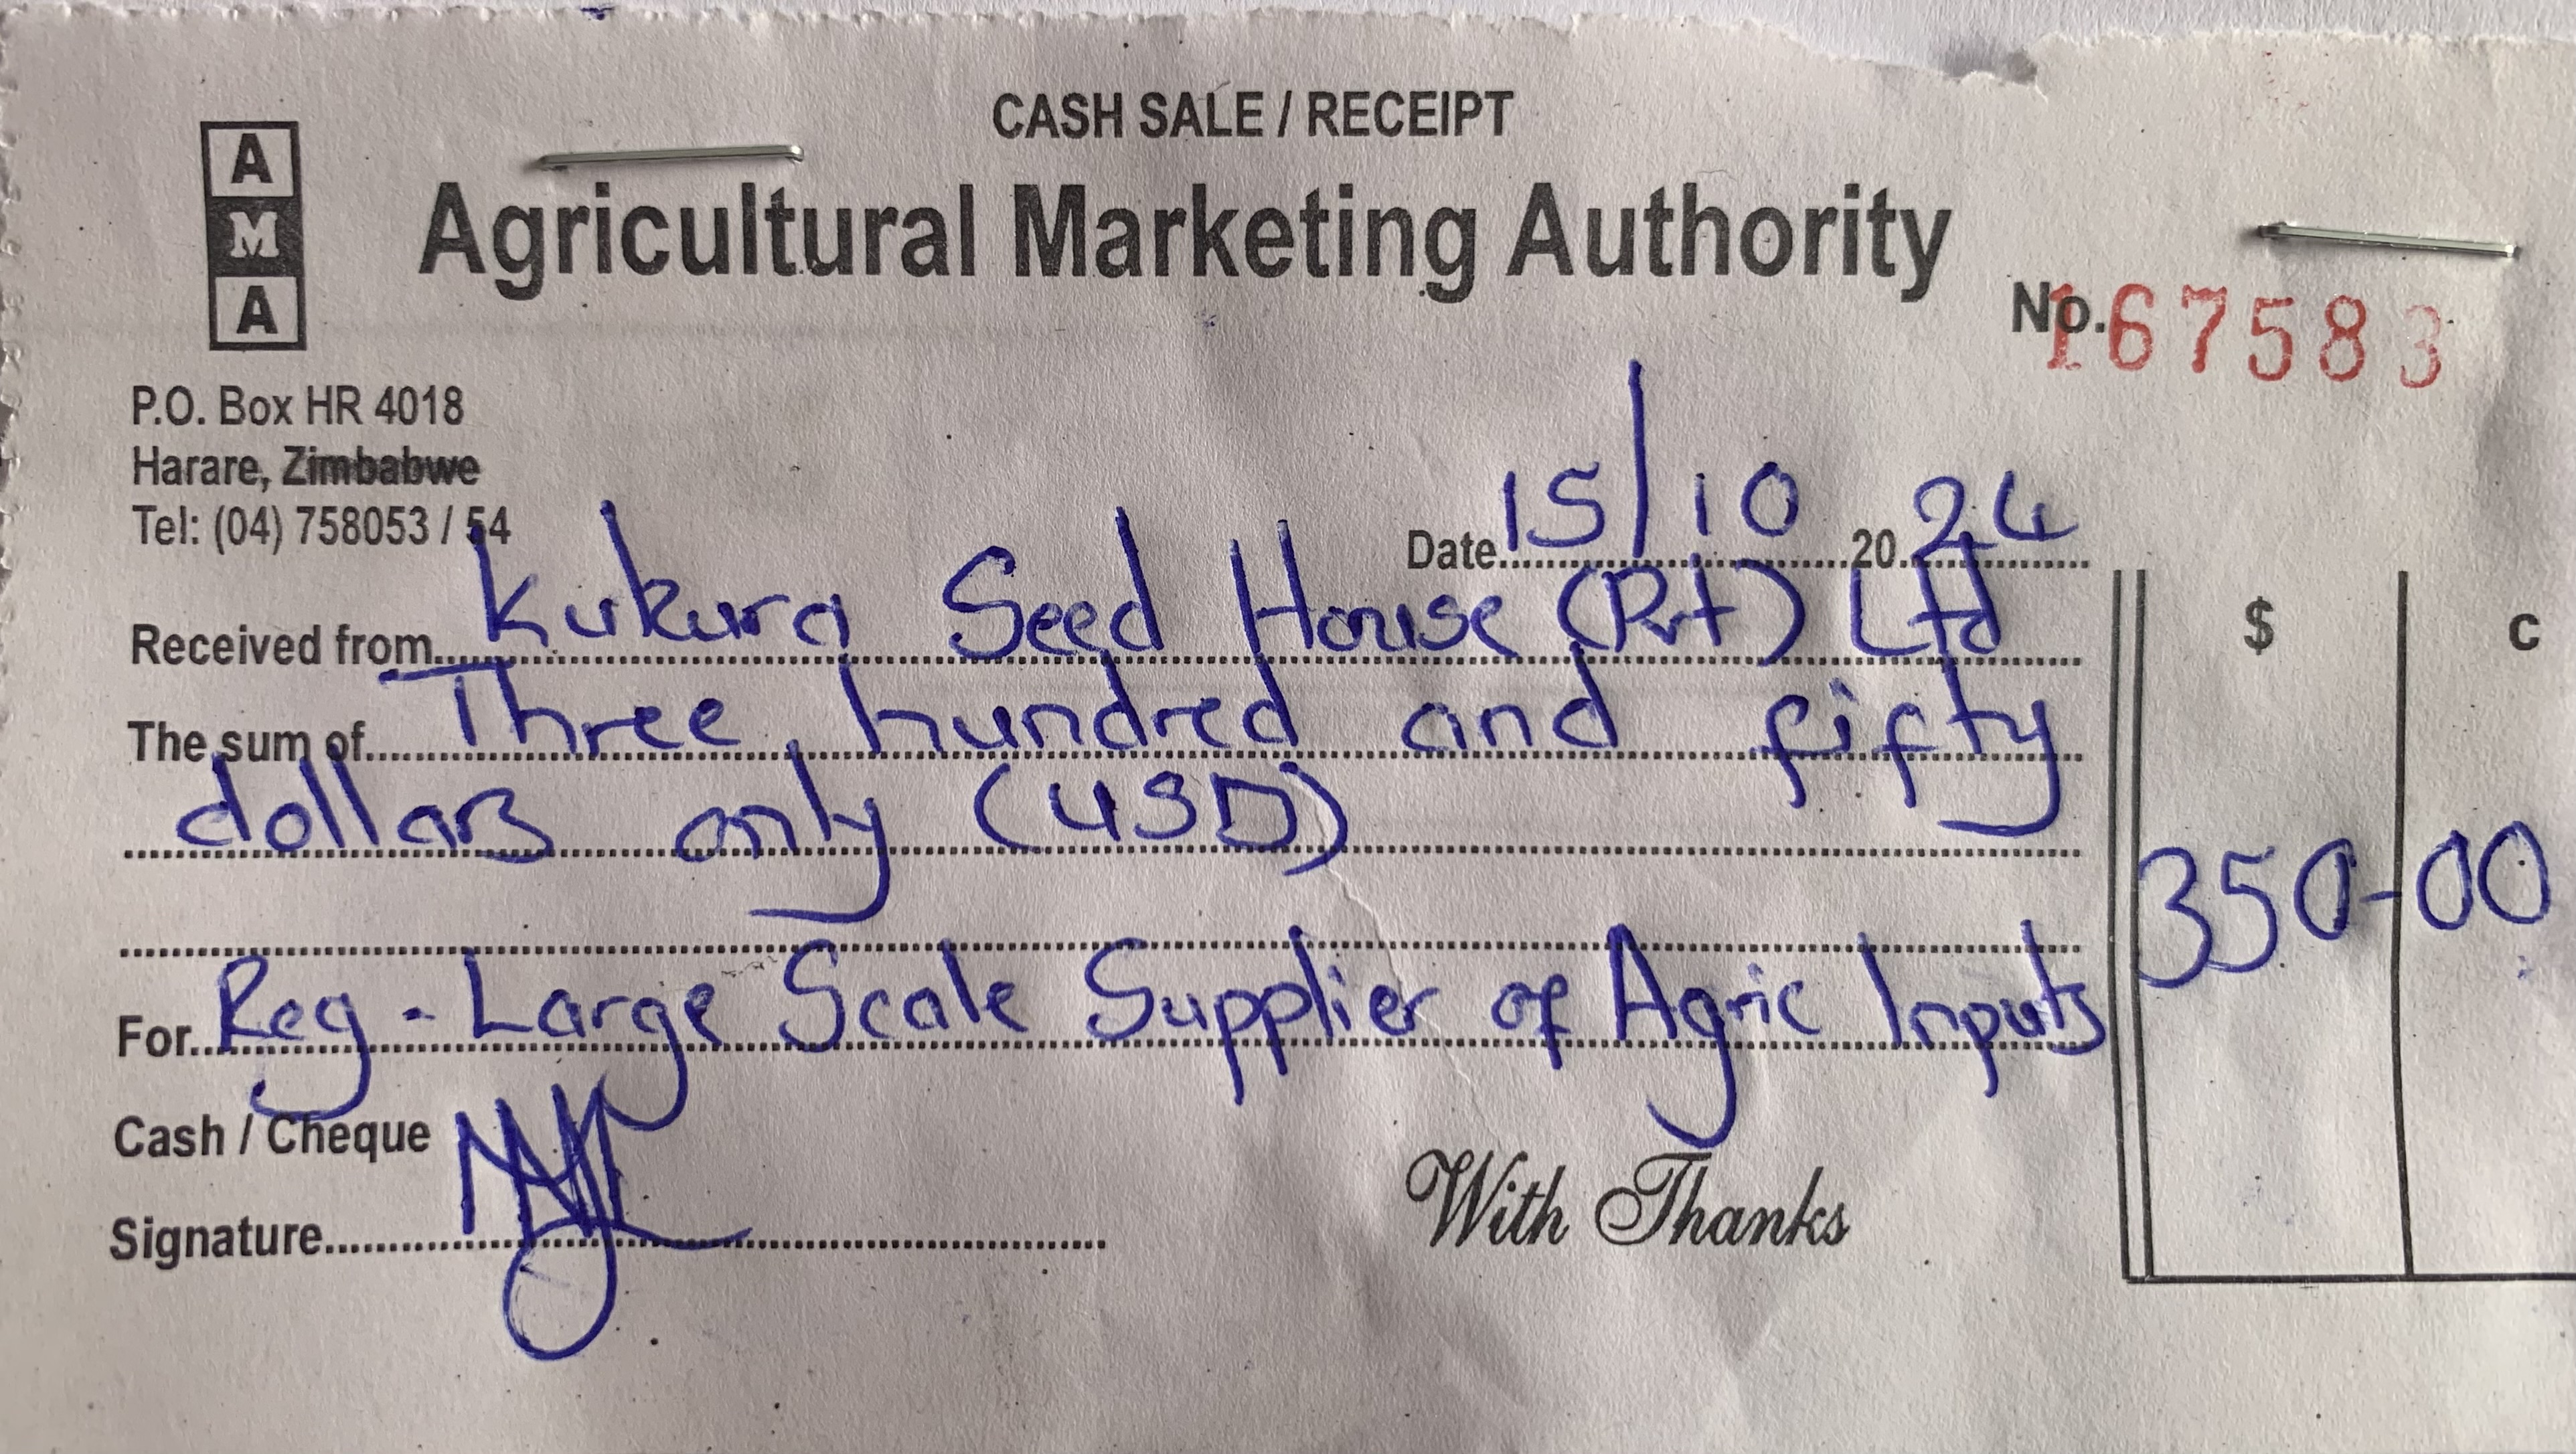 CASH SALE / RECEIPT
A
M
A
Agricultural Marketing Authority
No. 167583
P.O. Box HR 4018
Harare, Zimbabwe
Tel: (04) 758053 / 54
Date 15/10 20 24
Received from Kukura Seed House (Pvt) Ltd
$ c
The sum of Three hundred and fifty
dollars only (USD)
350-00
For Reg - Large Scale Supplier of Agric Inputs
Cash / Cheque
Signature
With Thanks